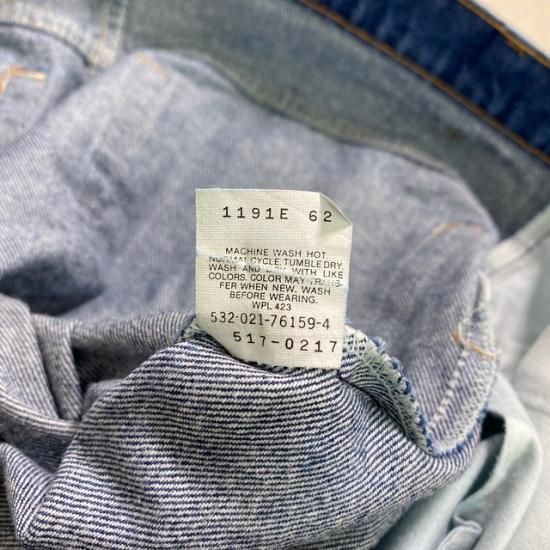 1191E 62
MACHINE WASH HOT
NORMAL CYCLE. TUMBLE DRY.
WASH AND DRY WITH LIKE
COLORS. COLOR MAY TRANS-
FER WHEN NEW. WASH
BEFORE WEARING.
WPL 423
532-021-76159-4
517-0217